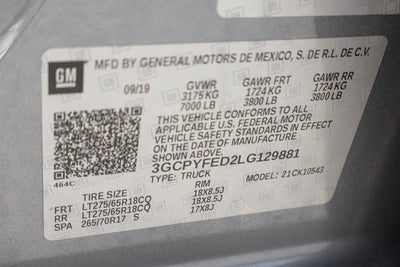 GM
MFD BY GENERAL MOTORS DE MEXICO, S. DE R.L. DE C.V.
09/19 GVWR GAWR FRT GAWR RR
3175 KG 1724 KG 1724 KG
7000 LB 3800 LB 3800 LB
THIS VEHICLE CONFORMS TO ALL
APPLICABLE U.S. FEDERAL MOTOR
VEHICLE SAFETY STANDARDS IN EFFECT
ON THE DATE OF MANUFACTURE
SHOWN ABOVE.
3GCPYFED2LG129881
464C TYPE: TRUCK MODEL: 21CK10543
TIRE SIZE RIM
FRT LT275/65R18CQ 18X8.5J
RR LT275/65R18CQ 18X8.5J
SPA 265/70R17 S 17X8J